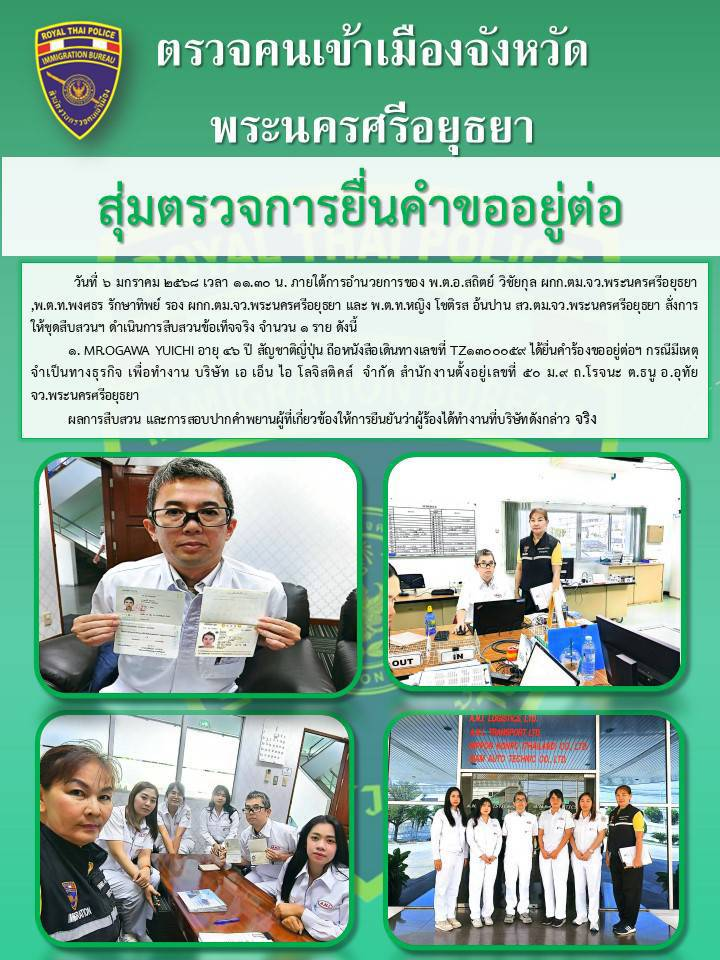 ROYAL THAI POLICE
IMMIGRATION BUREAU
สำนักงานตรวจคนเข้าเมือง
ตรวจคนเข้าเมืองจังหวัด
พระนครศรีอยุธยา
สุ่มตรวจการยื่นคำขออยู่ต่อ
วันที่ ๖ มกราคม ๒๕๖๘ เวลา ๑๑.๓๐ น. ภายใต้การอำนวยการของ พ.ต.อ.สถิตย์ วิชัยกุล ผกก.ตม.จว.พระนครศรีอยุธยา
,พ.ต.ท.พงศธร รักษาทิพย์ รอง ผกก.ตม.จว.พระนครศรีอยุธยา และ พ.ต.ท.หญิง โชติรส อ้นปาน สว.ตม.จว.พระนครศรีอยุธยา สั่งการ
ให้ชุดสืบสวนฯ ดำเนินการสืบสวนข้อเท็จจริง จำนวน ๑ ราย ดังนี้
๑. MR.OGAWA YUICHI อายุ ๔๖ ปี สัญชาติญี่ปุ่น ถือหนังสือเดินทางเลขที่ TZ๑๓๐๐๐๕๙ ได้ยื่นคำร้องขออยู่ต่อฯ กรณีมีเหตุ
จำเป็นทางธุรกิจ เพื่อทำงาน บริษัท เอ เอ็น ไอ โลจิสติคส์ จำกัด สำนักงานตั้งอยู่เลขที่ ๕๐ ม.๙ ถ.โรจนะ ต.ธนู อ.อุทัย
จว.พระนครศรีอยุธยา
ผลการสืบสวน และการสอบปากคำพยานผู้ที่เกี่ยวข้องให้การยืนยันว่าผู้ร้องได้ทำงานที่บริษัทดังกล่าว จริง
OUT
IN
A.N.I. LOGISTICS, LTD.
A.N.I. TRANSPORT LTD.
NIPPON KONPO (THAILAND) CO., LTD.
SIAM AUTO TECHNIC CO., LTD.